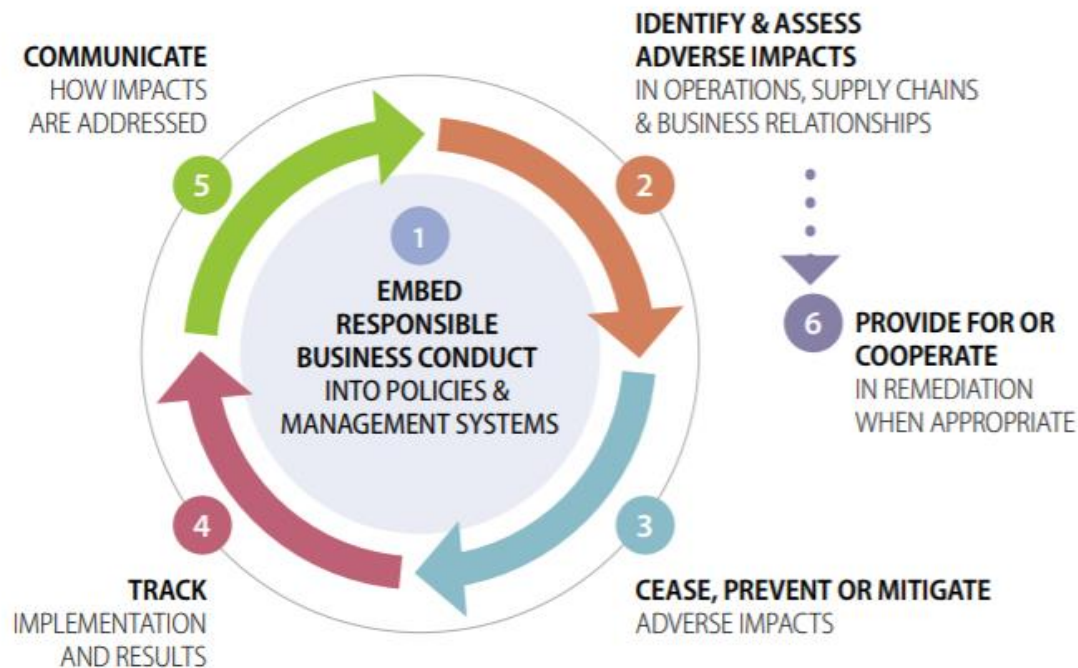 1
EMBED
RESPONSIBLE
BUSINESS CONDUCT
INTO POLICIES &
MANAGEMENT SYSTEMS
2
IDENTIFY & ASSESS
ADVERSE IMPACTS
IN OPERATIONS, SUPPLY CHAINS
& BUSINESS RELATIONSHIPS
3
CEASE, PREVENT OR MITIGATE
ADVERSE IMPACTS
4
TRACK
IMPLEMENTATION
AND RESULTS
5
COMMUNICATE
HOW IMPACTS
ARE ADDRESSED
6
PROVIDE FOR OR
COOPERATE
IN REMEDIATION
WHEN APPROPRIATE